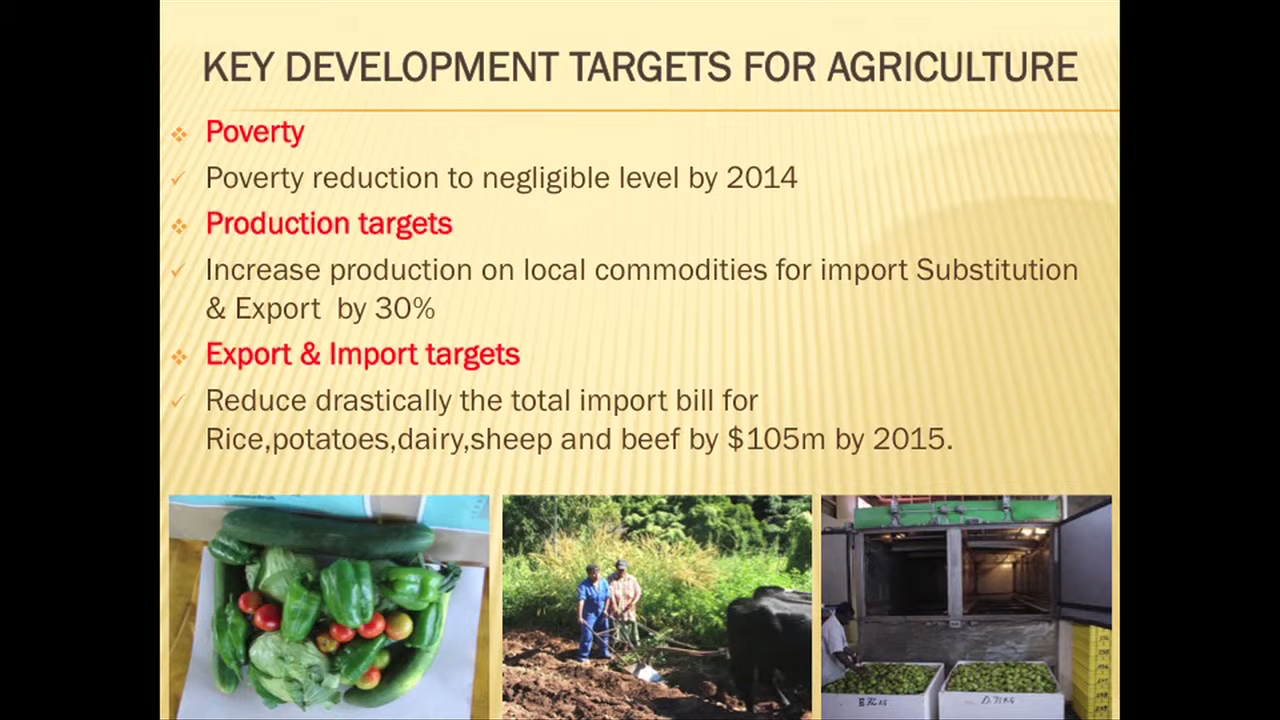 KEY DEVELOPMENT TARGETS FOR AGRICULTURE
Poverty
Poverty reduction to negligible level by 2014
Production targets
Increase production on local commodities for import Substitution
& Export by 30%
Export & Import targets
Reduce drastically the total import bill for
Rice,potatoes,dairy,sheep and beef by $105m by 2015.